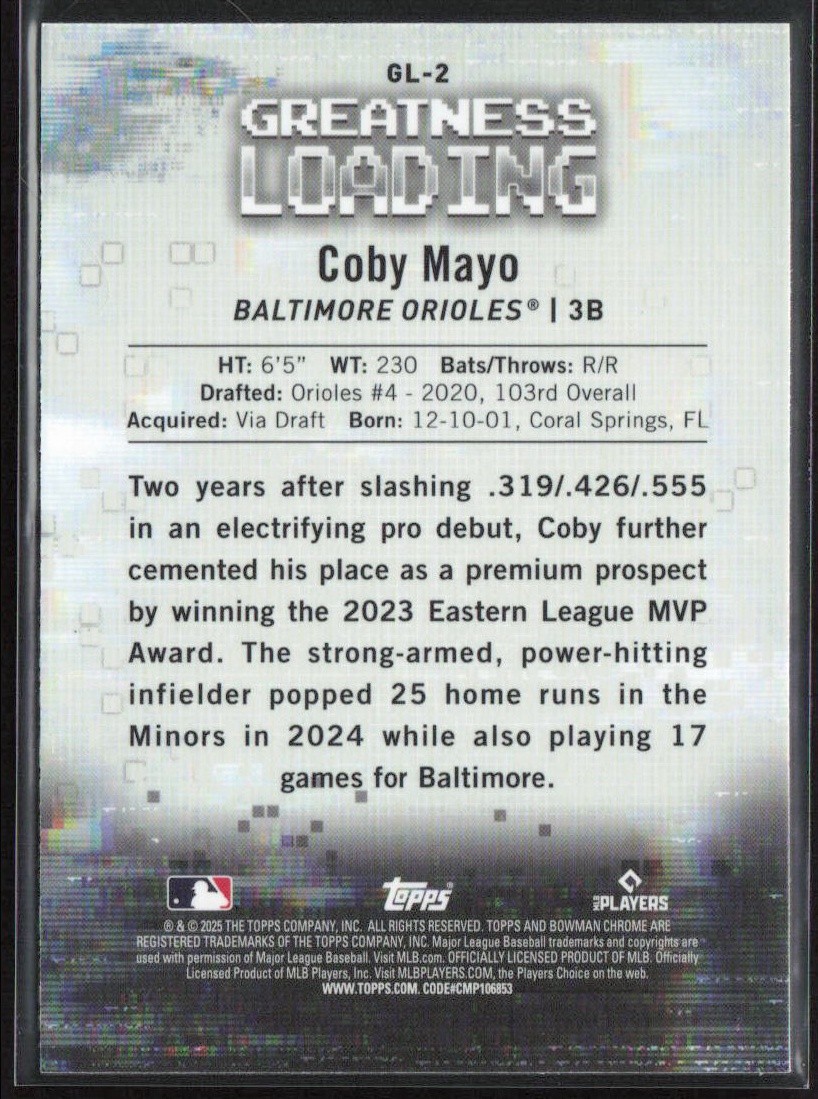 GL-2
GREATNESS
LOADING
Coby Mayo
BALTIMORE ORIOLES® | 3B
HT: 6'5" WT: 230 Bats/Throws: R/R
Drafted: Orioles #4 - 2020, 103rd Overall
Acquired: Via Draft Born: 12-10-01, Coral Springs, FL
Two years after slashing .319/.426/.555
in an electrifying pro debut, Coby further
cemented his place as a premium prospect
by winning the 2023 Eastern League MVP
Award. The strong-armed, power-hitting
infielder popped 25 home runs in the
Minors in 2024 while also playing 17
games for Baltimore.
Topps®
MLB PLAYERS
® & © 2025 THE TOPPS COMPANY, INC. ALL RIGHTS RESERVED. TOPPS AND BOWMAN CHROME ARE
REGISTERED TRADEMARKS OF THE TOPPS COMPANY, INC. Major League Baseball trademarks and copyrights are
used with permission of Major League Baseball. Visit MLB.com. OFFICIALLY LICENSED PRODUCT OF MLB. Officially
Licensed Product of MLB Players, Inc. Visit MLBPLAYERS.COM, the Players Choice on the web.
WWW.TOPPS.COM. CODE#CMP106853